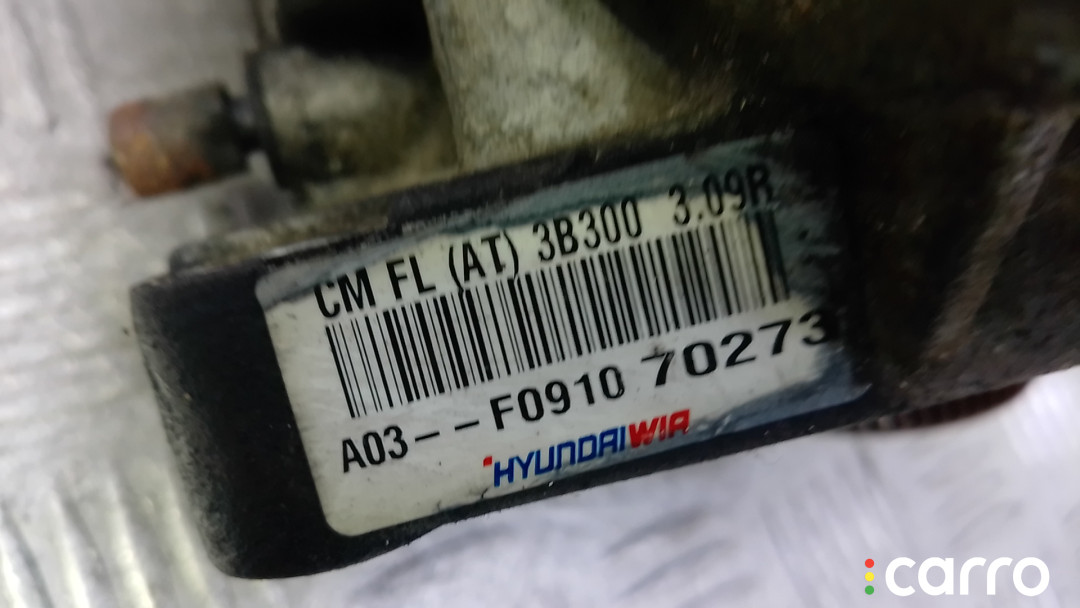 CM FL (AT) 3B300 3.09R
A03--F0910 70273
HYUNDAI WIA
carro